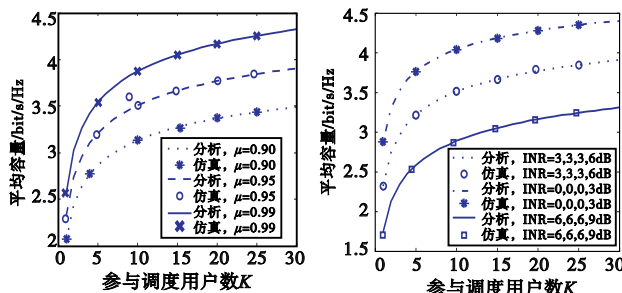 平均容量/bit/s/Hz
4.5
4
3.5
3
2.5
2
0
5
10
15
20
25
30
参与调度用户数K
分析，μ=0.90
仿真，μ=0.90
分析，μ=0.95
仿真，μ=0.95
分析，μ=0.99
仿真，μ=0.99
平均容量/bit/s/Hz
4.5
4
3.5
3
2.5
2
1.5
0
5
10
15
20
25
30
参与调度用户数K
分析，INR=3,3,3,6dB
仿真，INR=3,3,3,6dB
分析，INR=0,0,0,3dB
仿真，INR=0,0,0,3dB
分析，INR=6,6,6,9dB
仿真，INR=6,6,6,9dB